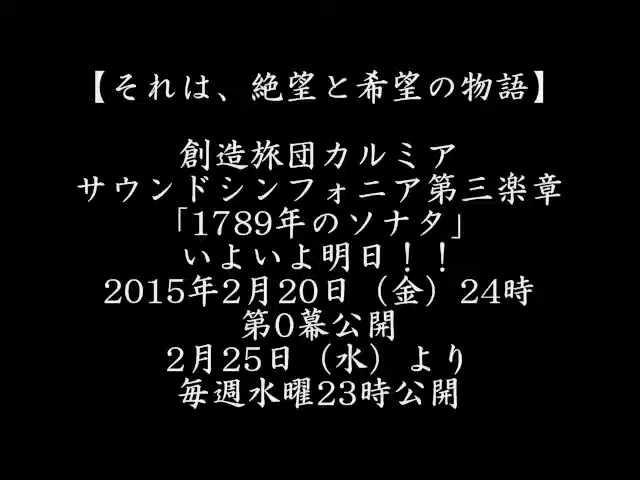 【それは、絶望と希望の物語】
創造旅団カルミア
サウンドシンフォニア第三楽章
「1789年のソナタ」
いよいよ明日！！
2015年2月20日（金）24時
第0幕公開
2月25日（水）より
毎週水曜23時公開